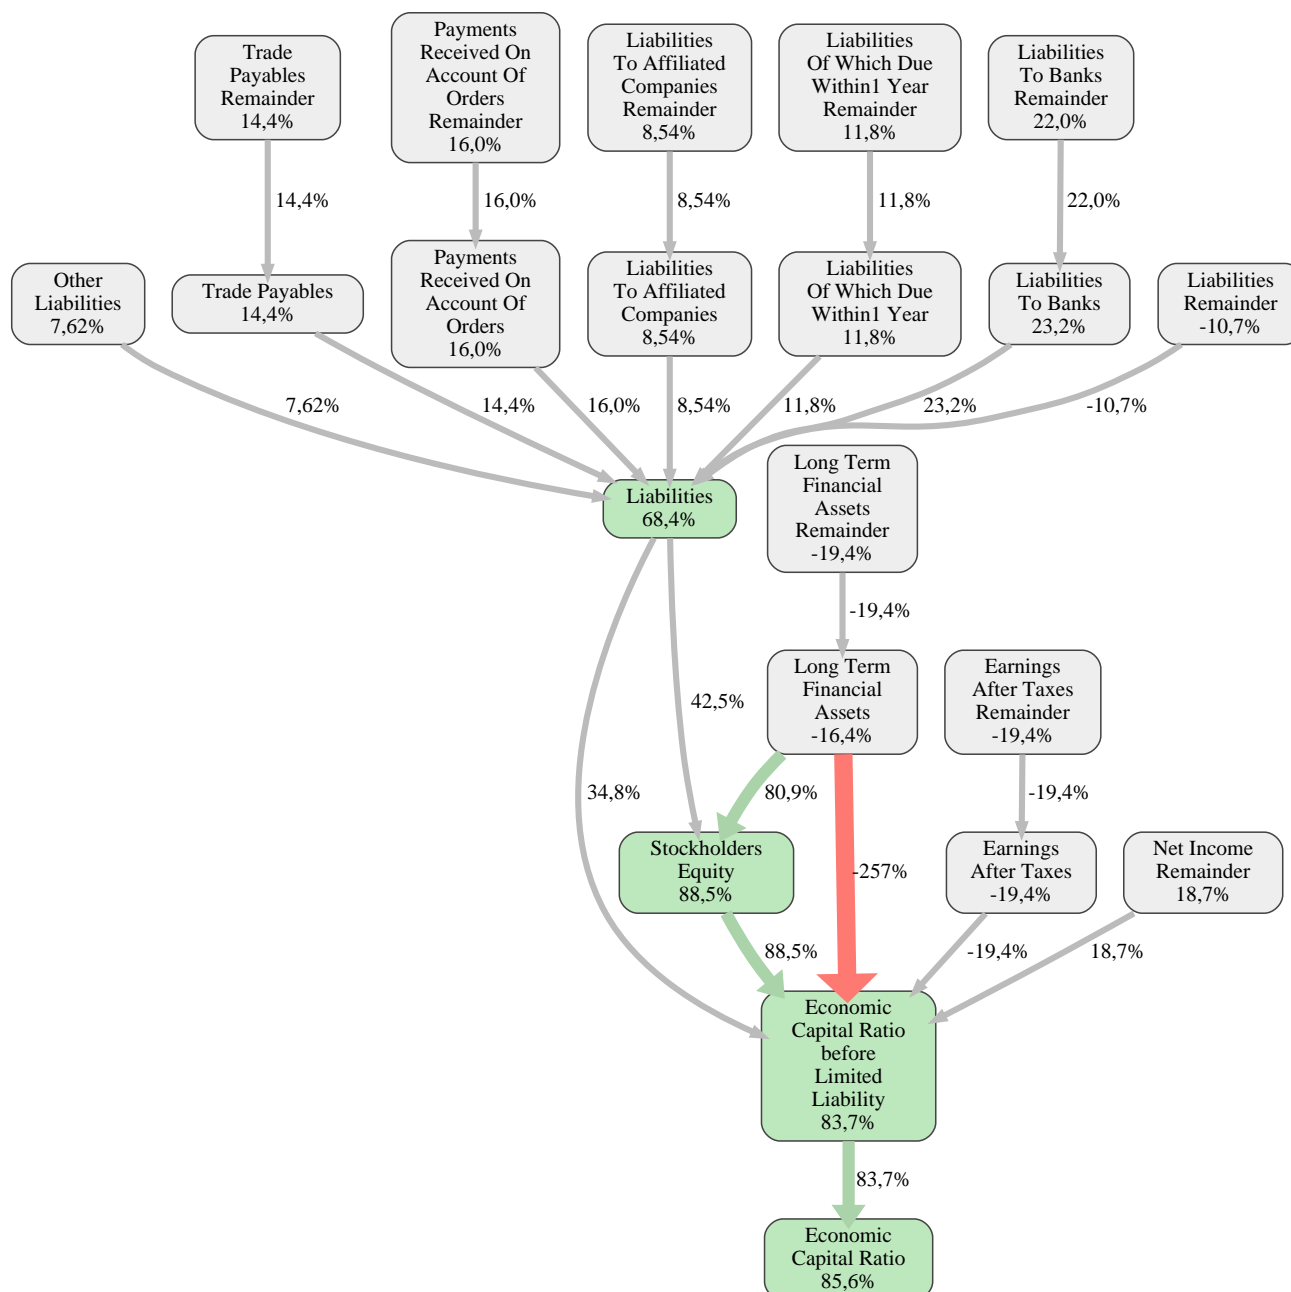 Trade
Payables
Remainder
14,4%
Payments
Received On
Account Of
Orders
Remainder
16,0%
Liabilities
To Affiliated
Companies
Remainder
8,54%
Liabilities
Of Which Due
Within1 Year
Remainder
11,8%
Liabilities
To Banks
Remainder
22,0%
14,4%
16,0%
8,54%
11,8%
22,0%
Other
Liabilities
7,62%
Trade Payables
14,4%
Payments
Received On
Account Of
Orders
16,0%
Liabilities
To Affiliated
Companies
8,54%
Liabilities
Of Which Due
Within1 Year
11,8%
Liabilities
To Banks
23,2%
Liabilities
Remainder
-10,7%
7,62%
14,4%
16,0%
8,54%
11,8%
23,2%
-10,7%
Liabilities
68,4%
Long Term
Financial
Assets
Remainder
-19,4%
-19,4%
Long Term
Financial
Assets
-16,4%
Earnings
After Taxes
Remainder
-19,4%
42,5%
34,8%
80,9%
-19,4%
Stockholders
Equity
88,5%
-257%
Earnings
After Taxes
-19,4%
Net Income
Remainder
18,7%
88,5%
-19,4%
18,7%
Economic
Capital Ratio
before
Limited
Liability
83,7%
83,7%
Economic
Capital Ratio
85,6%